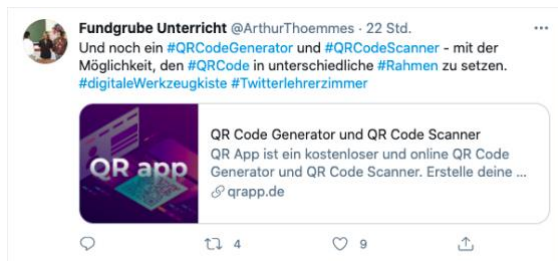 Fundgrube Unterricht @ArthurThoemmes · 22 Std.
Und noch ein #QRCodeGenerator und #QRCodeScanner - mit der
Möglichkeit, den #QRCode in unterschiedliche #Rahmen zu setzen.
#digitaleWerkzeugkiste #Twitterlehrerzimmer
QR app
QR Code Generator und QR Code Scanner
QR App ist ein kostenloser und online QR Code
Generator und QR Code Scanner. Erstelle deine ...
qrapp.de
4 9